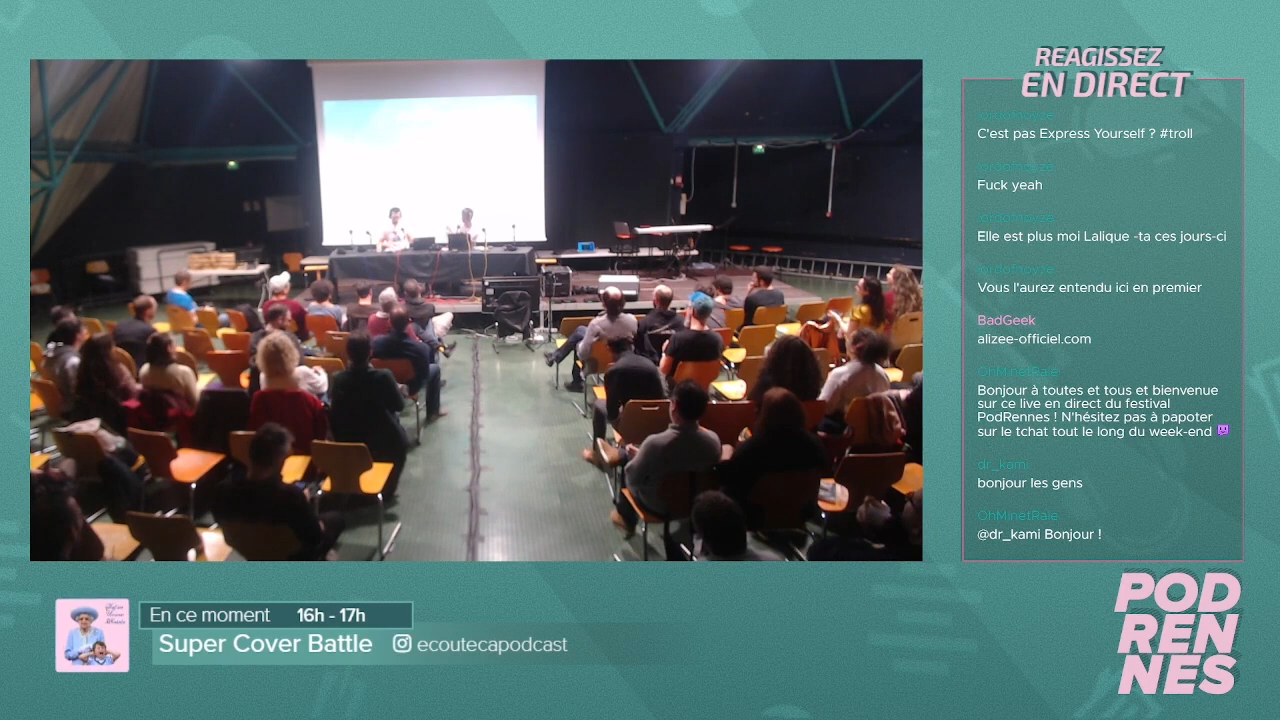 REAGISSEZ
EN DIRECT
C'est pas Express Yourself ? #troll
Fuck yeah
lordofnoyze
Elle est plus moi Lalique -ta ces jours-ci
lordofnoyze
Vous l'aurez entendu ici en premier
BadGeek
alizee-officiel.com
OhMinetRaie
Bonjour à toutes et tous et bienvenue
sur ce live en direct du festival
PodRennes ! N'hésitez pas à papoter
sur le tchat tout le long du week-end
dr_kami
bonjour les gens
OhMinetRaie
@dr_kami Bonjour !
En ce moment 16h - 17h
Super Cover Battle ecoutecapodcast
POD
REN
NES